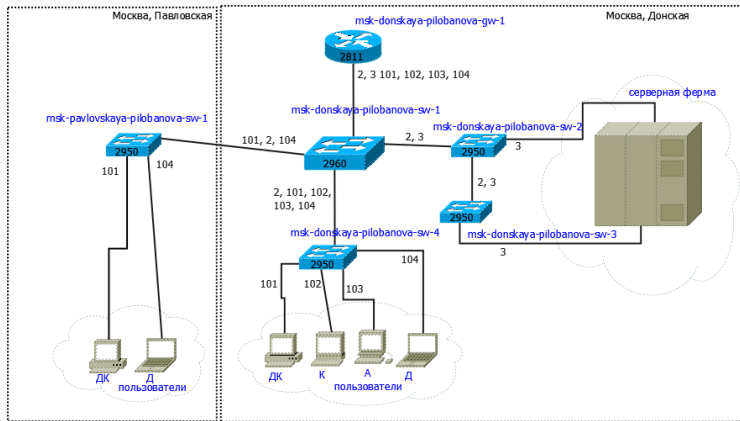 Москва, Павловская
Москва, Донская
msk-donskaya-pilobanova-gw-1
2811
2, 3 101, 102, 103, 104
серверная ферма
msk-donskaya-pilobanova-sw-1
msk-pavlovskaya-pilobanova-sw-1
msk-donskaya-pilobanova-sw-2
101, 2, 104
2, 3
3
2950
2960
2950
101
104
2, 3
2, 101, 102,
103, 104
2950
msk-donskaya-pilobanova-sw-4
msk-donskaya-pilobanova-sw-3
3
2950
101
102
103
104
ДК
Д
пользователи
ДК
К
А
Д
пользователи